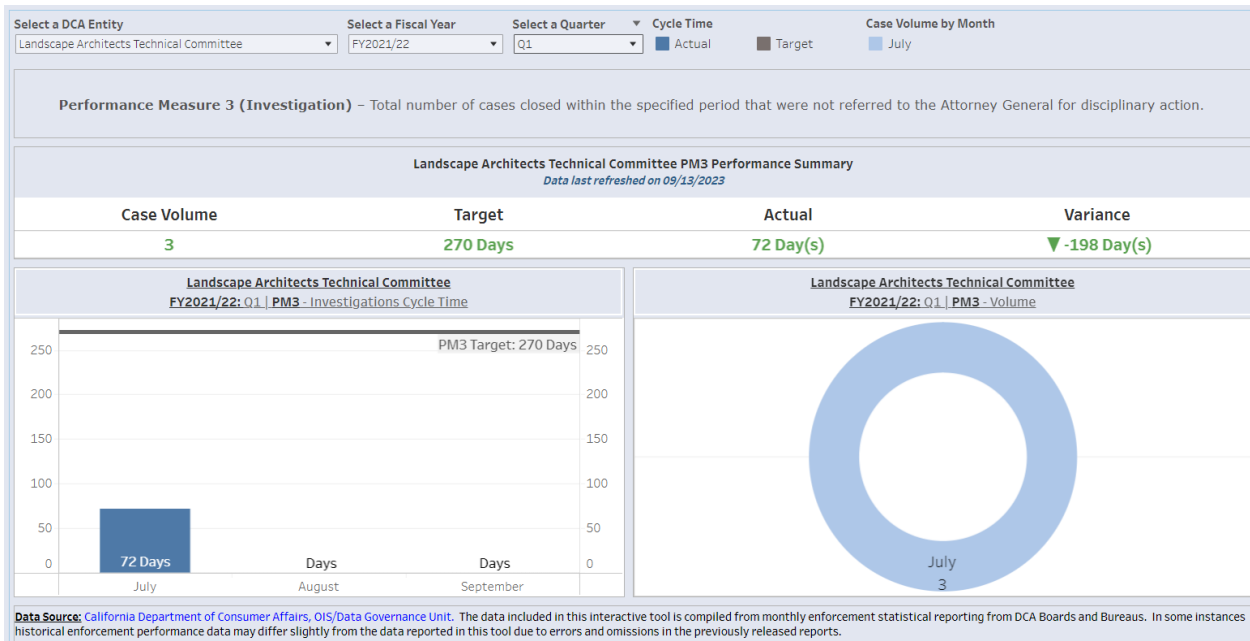 Select a DCA Entity
Select a Fiscal Year
Select a Quarter
Cycle Time
Case Volume by Month
Landscape Architects Technical Committee
FY2021/22
Q1
Actual
Target
July
Performance Measure 3 (Investigation) – Total number of cases closed within the specified period that were not referred to the Attorney General for disciplinary action.
Landscape Architects Technical Committee PM3 Performance Summary
Data last refreshed on 09/13/2023
Case Volume
Target
Actual
Variance
3
270 Days
72 Day(s)
▼ -198 Day(s)
Landscape Architects Technical Committee
FY2021/22: Q1 | PM3 - Investigations Cycle Time
250
200
150
100
50
0
PM3 Target: 270 Days
250
200
150
100
50
0
72 Days
Days
Days
July
August
September
Landscape Architects Technical Committee
FY2021/22: Q1 | PM3 - Volume
July
3
Data Source: California Department of Consumer Affairs, OIS/Data Governance Unit. The data included in this interactive tool is compiled from monthly enforcement statistical reporting from DCA Boards and Bureaus. In some instances
historical enforcement performance data may differ slightly from the data reported in this tool due to errors and omissions in the previously released reports.